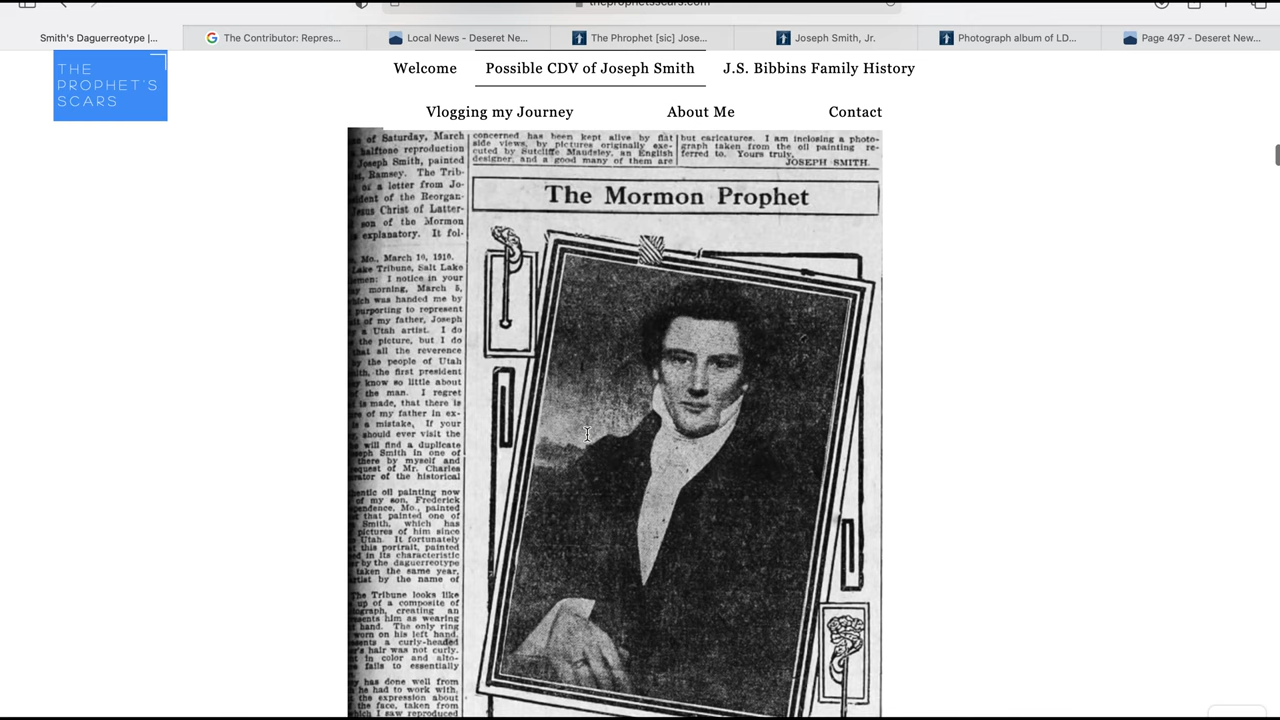 theprophetsscars.com
Smith's Daguerreotype |...
The Contributor: Repres...
Local News - Deseret Ne...
The Phrophet [sic] Jose...
Joseph Smith, Jr.
Photograph album of LD...
Page 497 - Deseret New...
THE
PROPHET'S
SCARS
Welcome
Possible CDV of Joseph Smith
J.S. Bibbins Family History
Vlogging my Journey
About Me
Contact
of Saturday, March
halftone reproduction
Joseph Smith, painted
Ramsey. The Trib-
of a letter from Jo-
ident of the Reorgan-
Jesus Christ of Latter-
son of the Mormon
explanatory. It fol-
Mo., March 10, 1910.
Lake Tribune, Salt Lake
men: I notice in your
morning, March 5,
which was handed me by
purporting to represent
of my father, Joseph
a Utah artist. I do
the picture, but I do
that all the reverence
by the people of Utah
the first president
know so little about
the man. I regret
is made, that there is
of my father in ex-
is a mistake, If your
should ever visit the
will find a duplicate
Joseph Smith in one of
there by myself and
request of Mr. Charles
of the historical
oil painting now
of my son, Frederick
Independence, Mo., painted
that painted one of
Smith, which has
pictures of him since
Utah. It fortunately
this portrait, painted
in its characteristic
by the daguerreotype
taken the same year,
artist by the name of
The Tribune looks like
up of a composite of
creating an
him as wearing
hand. The only ring
worn on his left hand.
a curly-headed
hair was not curly.
in color and
fails to essentially
has done well from
he had to work with,
the expression about
the face, taken from
which I saw reproduced
concerned has been kept alive by flat
side views, by pictures originally exe-
cuted by Sutcliffe Maudsley, an English
designer, and a good many of them are
but caricatures. I am inclosing a photo-
graph taken from the oil painting re-
ferred to. Yours truly,
JOSEPH SMITH.
The Mormon Prophet